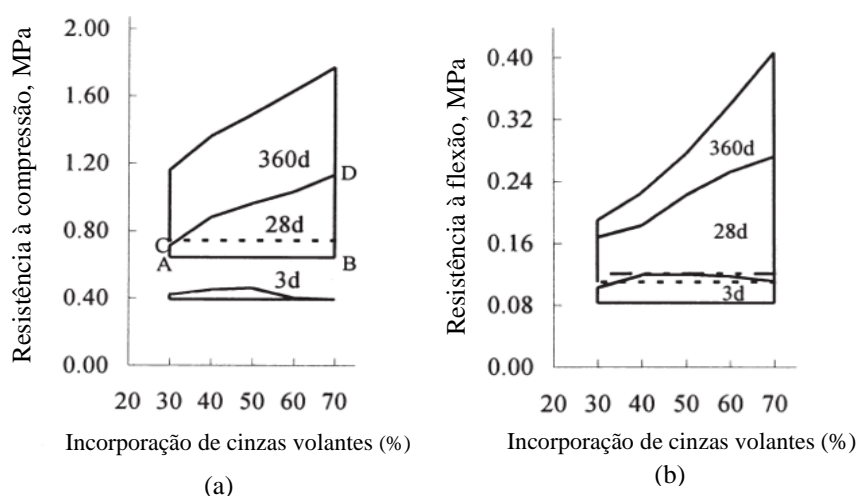 Resistência à compressão, MPa
2.00
1.60
1.20
0.80
0.40
0.00
360d
D
28d
C
A
B
3d
20 30 40 50 60 70
Incorporação de cinzas volantes (%)
(a)
Resistência à flexão, MPa
0.40
0.32
0.24
0.16
0.08
0.00
360d
28d
3d
20 30 40 50 60 70
Incorporação de cinzas volantes (%)
(b)